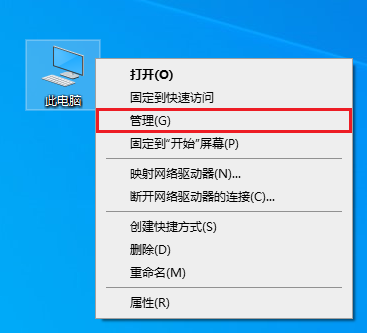 此电脑
打开(O)
固定到快速访问
管理(G)
固定到"开始"屏幕(P)
映射网络驱动器(N)...
断开网络驱动器的连接(C)...
创建快捷方式(S)
删除(D)
重命名(M)
属性(R)